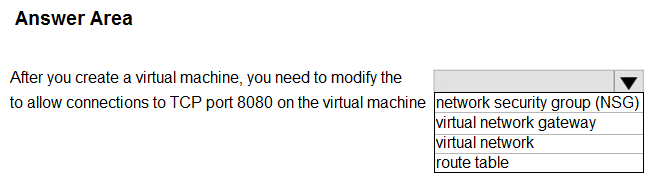 Answer Area
After you create a virtual machine, you need to modify the
to allow connections to TCP port 8080 on the virtual machine
network security group (NSG)
virtual network gateway
virtual network
route table